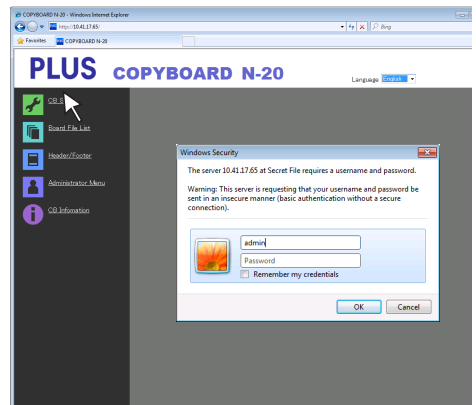 COPYBOARD N-20 - Windows Internet Explorer
http://10.41.17.65/
Bing
Favorites
COPYBOARD N-20
PLUS COPYBOARD N-20
Language English
CB S
Board File List
Header/Footer
Administrator Menu
CB Infomation
Windows Security
The server 10.41.17.65 at Secret File requires a username and password.
Warning: This server is requesting that your username and password be
sent in an insecure manner (basic authentication without a secure
connection).
admin
Password
Remember my credentials
OK Cancel